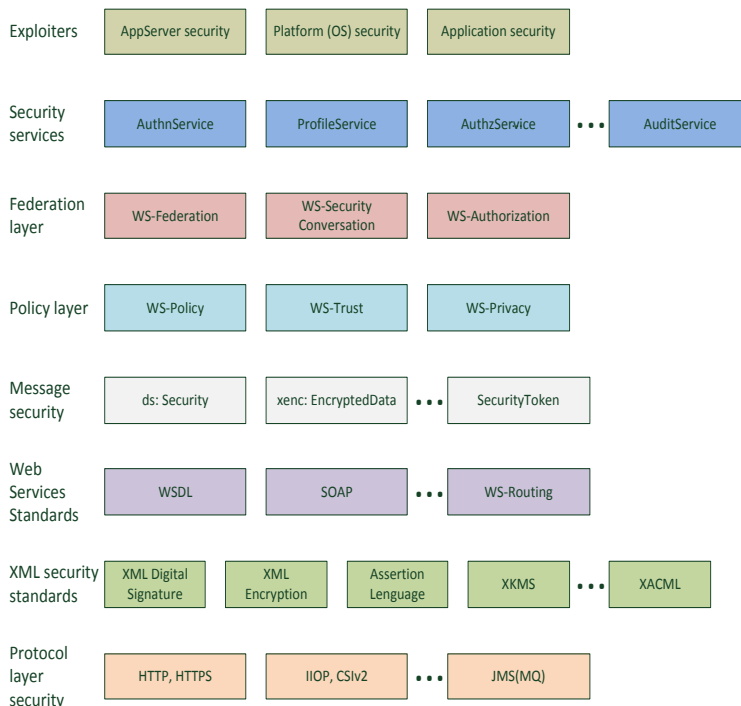 Exploiters
AppServer security
Platform (OS) security
Application security
Security
services
AuthnService
ProfileService
AuthzService
...
AuditService
Federation
layer
WS-Federation
WS-Security
Conversation
WS-Authorization
Policy layer
WS-Policy
WS-Trust
WS-Privacy
Message
security
ds: Security
xenc: EncryptedData
...
SecurityToken
Web
Services
Standards
WSDL
SOAP
...
WS-Routing
XML security
standards
XML Digital
Signature
XML
Encryption
Assertion
Lenguage
XKMS
...
XACML
Protocol
layer
security
HTTP, HTTPS
IIOP, CSIv2
...
JMS(MQ)